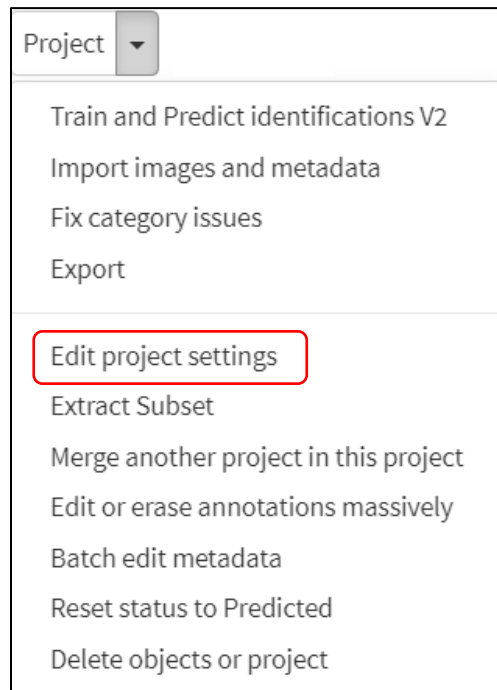 Project
Train and Predict identifications V2
Import images and metadata
Fix category issues
Export
Edit project settings
Extract Subset
Merge another project in this project
Edit or erase annotations massively
Batch edit metadata
Reset status to Predicted
Delete objects or project